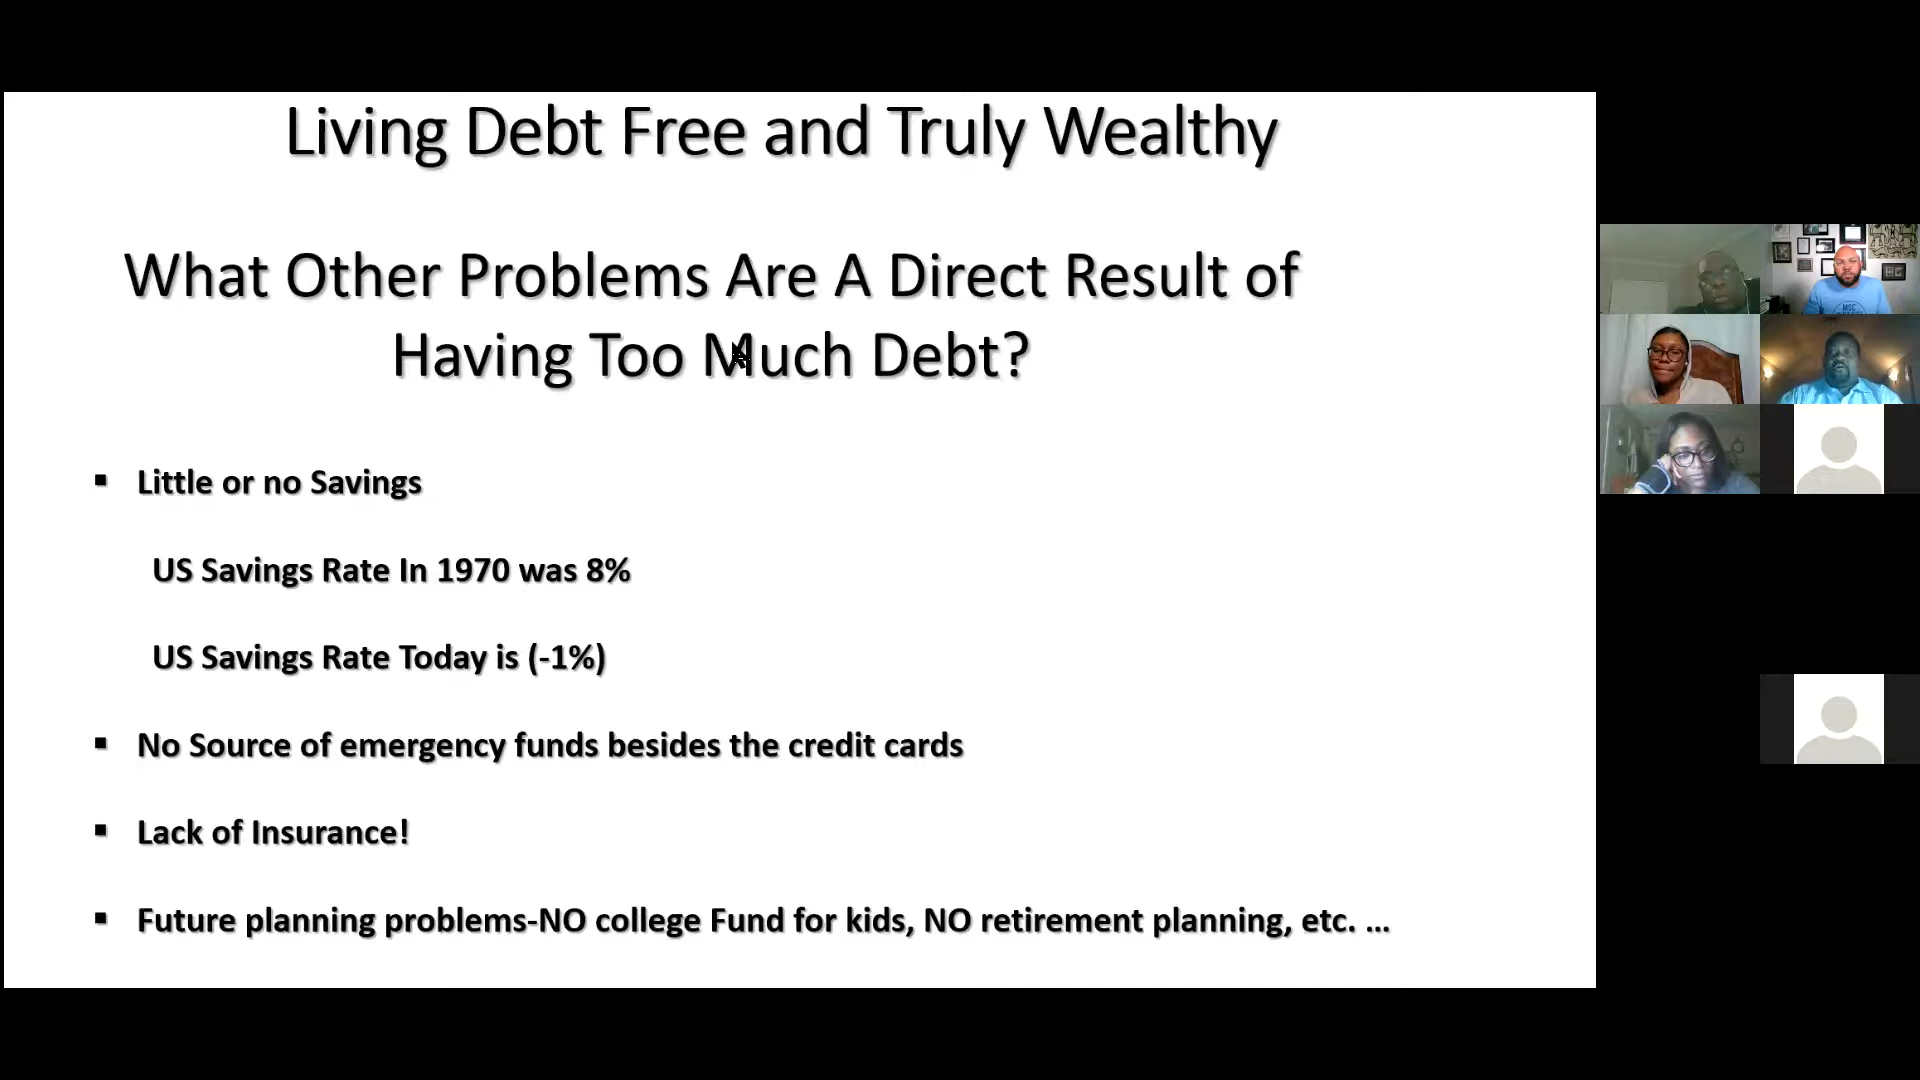 Living Debt Free and Truly Wealthy
What Other Problems Are A Direct Result of
Having Too Much Debt?
▪ Little or no Savings
US Savings Rate In 1970 was 8%
US Savings Rate Today is (-1%)
▪ No Source of emergency funds besides the credit cards
▪ Lack of Insurance!
▪ Future planning problems-NO college Fund for kids, NO retirement planning, etc. ...